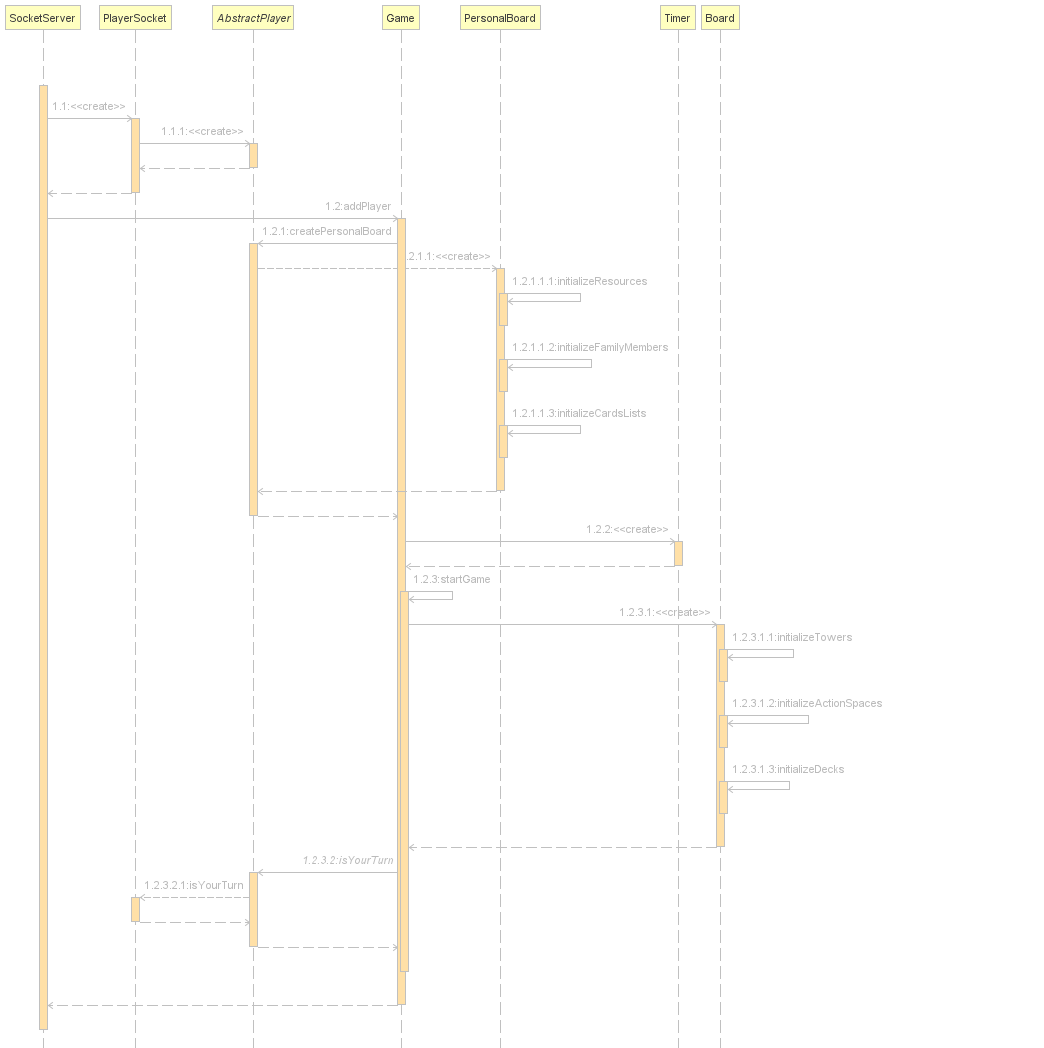 SocketServer
PlayerSocket
AbstractPlayer
Game
PersonalBoard
Timer
Board
1.1:<<create>>
1.1.1:<<create>>
1.2:addPlayer
1.2.1:createPersonalBoard
.2.1.1:<<create>>
1.2.1.1.1:initializeResources
1.2.1.1.2:initializeFamilyMembers
1.2.1.1.3:initializeCardsLists
1.2.2:<<create>>
1.2.3:startGame
1.2.3.1:<<create>>
1.2.3.1.1:initializeTowers
1.2.3.1.2:initializeActionSpaces
1.2.3.1.3:initializeDecks
1.2.3.2:isYourTurn
1.2.3.2.1:isYourTurn